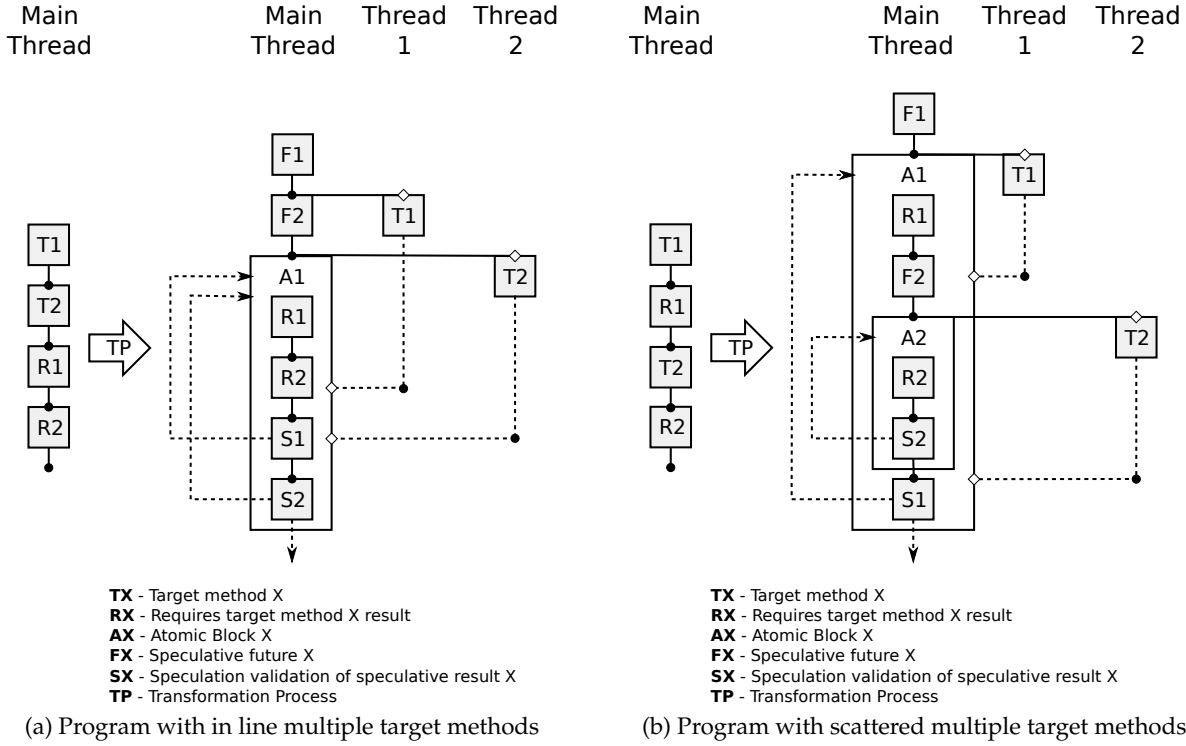 Main Thread
Main Thread
Thread 1
Thread 2
T1
T2
R1
R2
TP
F1
F2
T1
A1
T2
R1
R2
S1
S2
TX - Target method X
RX - Requires target method X result
AX - Atomic Block X
FX - Speculative future X
SX - Speculation validation of speculative result X
TP - Transformation Process
(a) Program with in line multiple target methods
Main Thread
Main Thread
Thread 1
Thread 2
T1
R1
T2
R2
TP
F1
A1
T1
R1
F2
A2
T2
R2
S2
S1
TX - Target method X
RX - Requires target method X result
AX - Atomic Block X
FX - Speculative future X
SX - Speculation validation of speculative result X
TP - Transformation Process
(b) Program with scattered multiple target methods